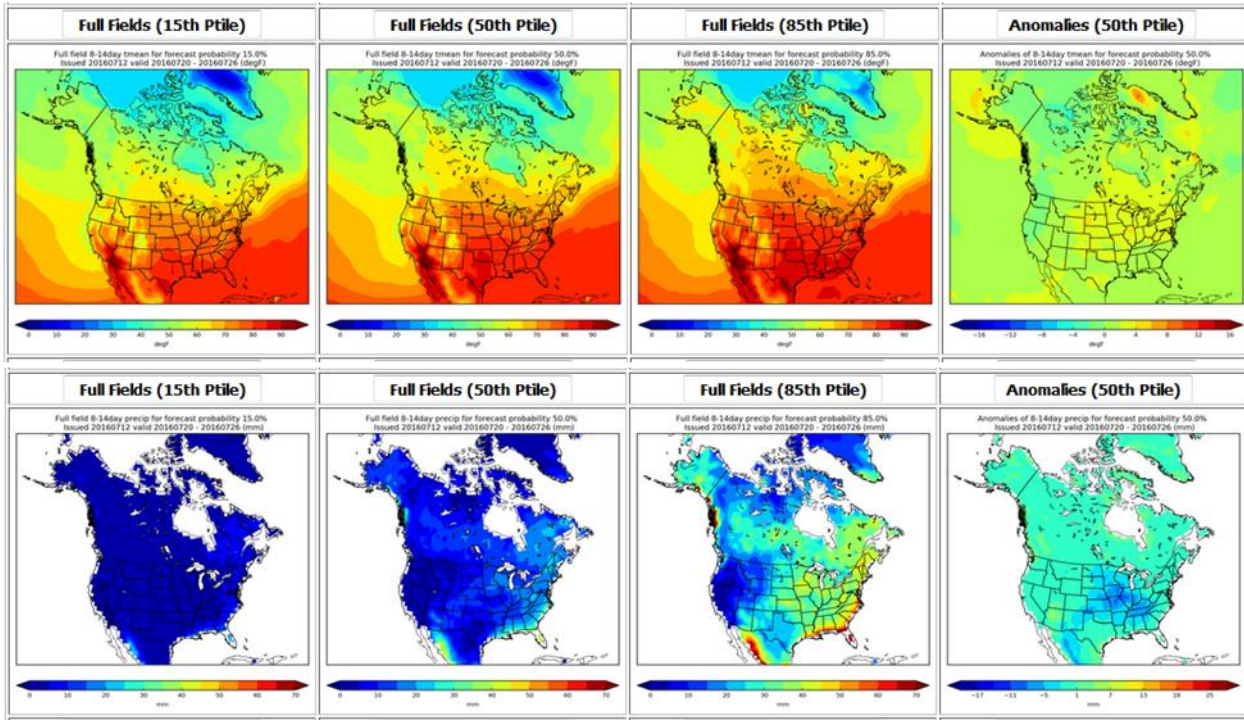 Full Fields (15th Ptile)
Full Fields (50th Ptile)
Full Fields (85th Ptile)
Anomalies (50th Ptile)
Full field 8-14day tmean for forecast probability 15.0%
Issued 20160712 valid 20160720 - 20160726 (degF)
Full field 8-14day tmean for forecast probability 50.0%
Issued 20160712 valid 20160720 - 20160726 (degF)
Full field 8-14day tmean for forecast probability 85.0%
Issued 20160712 valid 20160720 - 20160726 (degF)
Anomalies of 8-14day tmean for forecast probability 50.0%
Issued 20160712 valid 20160720 - 20160726 (degF)
0 10 20 30 40 50 60 70 80 90
degF
0 10 20 30 40 50 60 70 80 90
degF
0 10 20 30 40 50 60 70 80 90
degF
−16 −12 −8 −4 0 4 8 12 16
degF
Full Fields (15th Ptile)
Full Fields (50th Ptile)
Full Fields (85th Ptile)
Anomalies (50th Ptile)
Full field 8-14day precip for forecast probability 15.0%
Issued 20160712 valid 20160720 - 20160726 (mm)
Full field 8-14day precip for forecast probability 50.0%
Issued 20160712 valid 20160720 - 20160726 (mm)
Full field 8-14day precip for forecast probability 85.0%
Issued 20160712 valid 20160720 - 20160726 (mm)
Anomalies of 8-14day precip for forecast probability 50.0%
Issued 20160712 valid 20160720 - 20160726 (mm)
0 10 20 30 40 50 60 70
mm
0 10 20 30 40 50 60 70
mm
0 10 20 30 40 50 60 70
mm
−17 −11 −5 1 7 13 19 25
mm